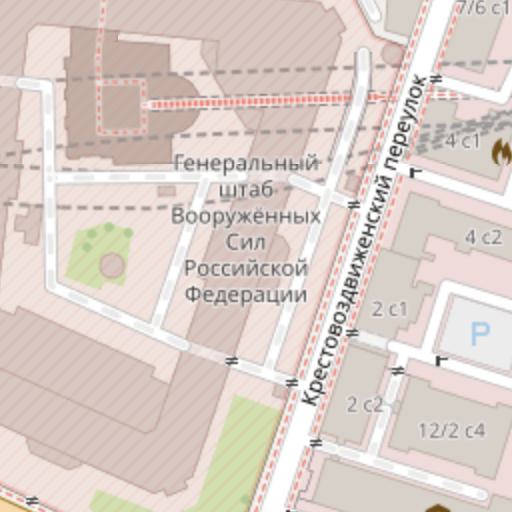 7/6 с1
Крестовоздвиженский переулок
4 с1
Генеральный
штаб
Вооружённых
Сил
Российской
Федерации
4 с2
2 с1
P
2 с2
12/2 с4